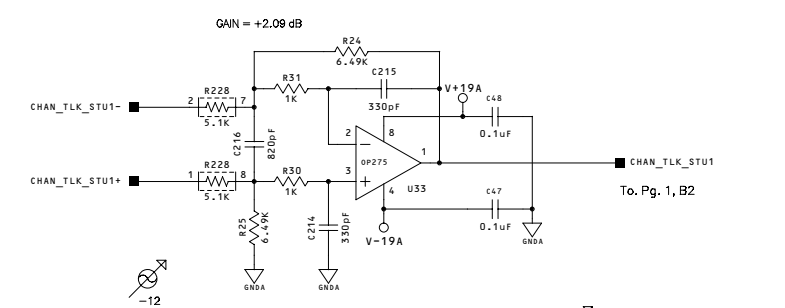 GAIN = +2.09 dB
R24
6.49K
C215
330pF
R31
1K
V+19A
C48
0.1uF
R228
2 7
5.1K
CHAN_TLK_STU1-
C216
820pF
2
8
OP275
1
3
4
U33
CHAN_TLK_STU1
To. Pg. 1, B2
R228
1 8
5.1K
CHAN_TLK_STU1+
R30
1K
R25
6.49K
C214
330pF
V-19A
C47
0.1uF
GNDA
GNDA
GNDA
-12